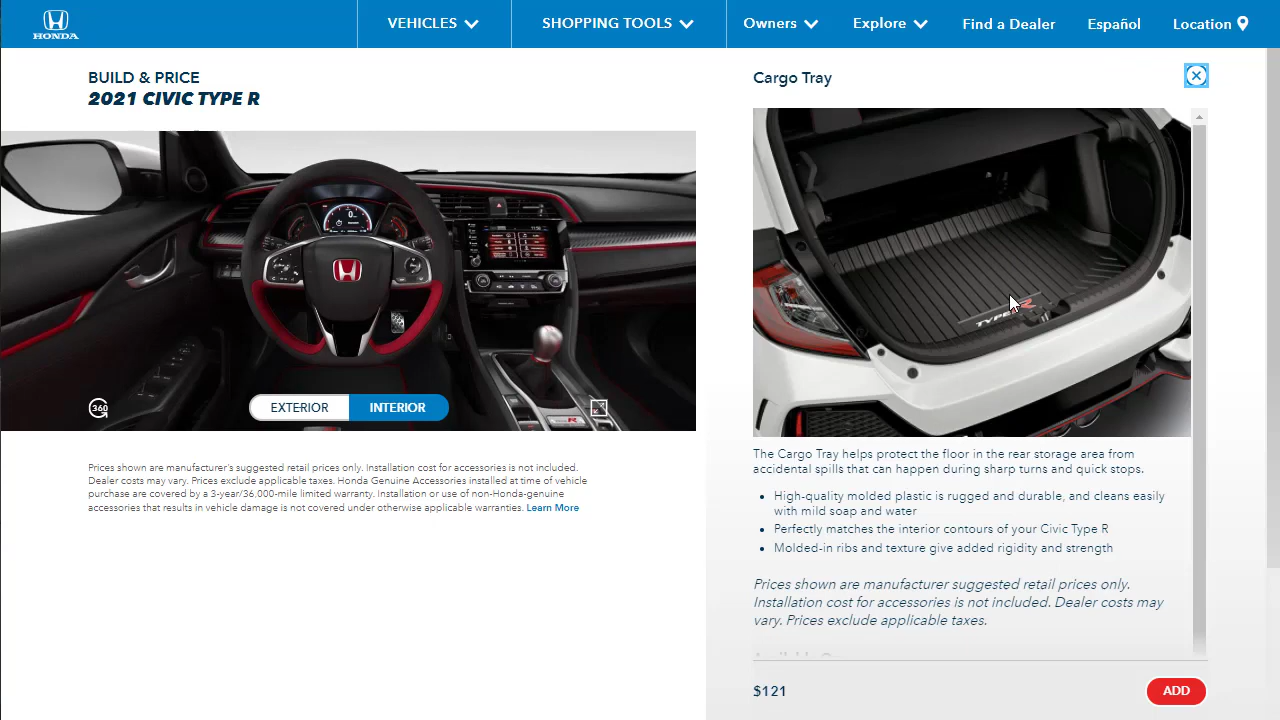 HONDA
VEHICLES
SHOPPING TOOLS
Owners
Explore
Find a Dealer
Español
Location
BUILD & PRICE
2021 CIVIC TYPE R
360
EXTERIOR
INTERIOR
Prices shown are manufacturer's suggested retail prices only. Installation cost for accessories is not included.
Dealer costs may vary. Prices exclude applicable taxes. Honda Genuine Accessories installed at time of vehicle
purchase are covered by a 3-year/36,000-mile limited warranty. Installation or use of non-Honda-genuine
accessories that results in vehicle damage is not covered under otherwise applicable warranties. Learn More
Cargo Tray
TYPE R
The Cargo Tray helps protect the floor in the rear storage area from
accidental spills that can happen during sharp turns and quick stops.
High-quality molded plastic is rugged and durable, and cleans easily
with mild soap and water
Perfectly matches the interior contours of your Civic Type R
Molded-in ribs and texture give added rigidity and strength
Prices shown are manufacturer suggested retail prices only.
Installation cost for accessories is not included. Dealer costs may
vary. Prices exclude applicable taxes.
$121
ADD